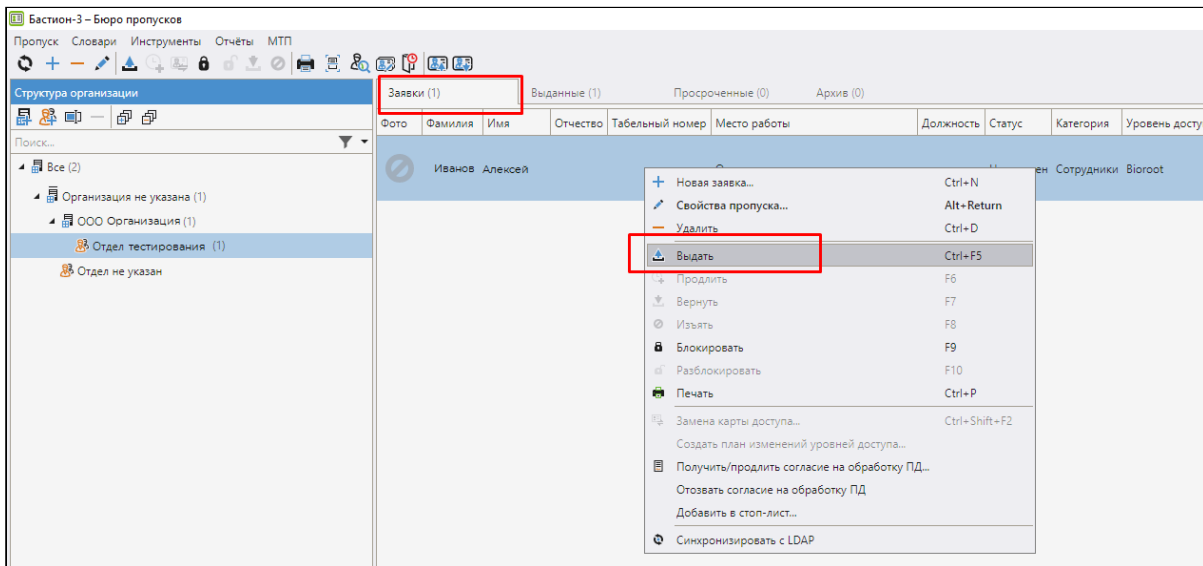 Бастион-3 – Бюро пропусков
Пропуск Словари Инструменты Отчёты МТП
Структура организации
Поиск...
Все (2)
Организация не указана (1)
ООО Организация (1)
Отдел тестирования (1)
Отдел не указан
Заявки (1) Выданные (1) Просроченные (0) Архив (0)
Фото Фамилия Имя Отчество Табельный номер Место работы Должность Статус Категория Уровень досту
Иванов Алексей ен Сотрудники Bioroot
Новая заявка... Ctrl+N
Свойства пропуска... Alt+Return
Удалить Ctrl+D
Выдать Ctrl+F5
Продлить F6
Вернуть F7
Изъять F8
Блокировать F9
Разблокировать F10
Печать Ctrl+P
Замена карты доступа... Ctrl+Shift+F2
Создать план изменений уровней доступа...
Получить/продлить согласие на обработку ПД...
Отозвать согласие на обработку ПД
Добавить в стоп-лист...
Синхронизировать с LDAP